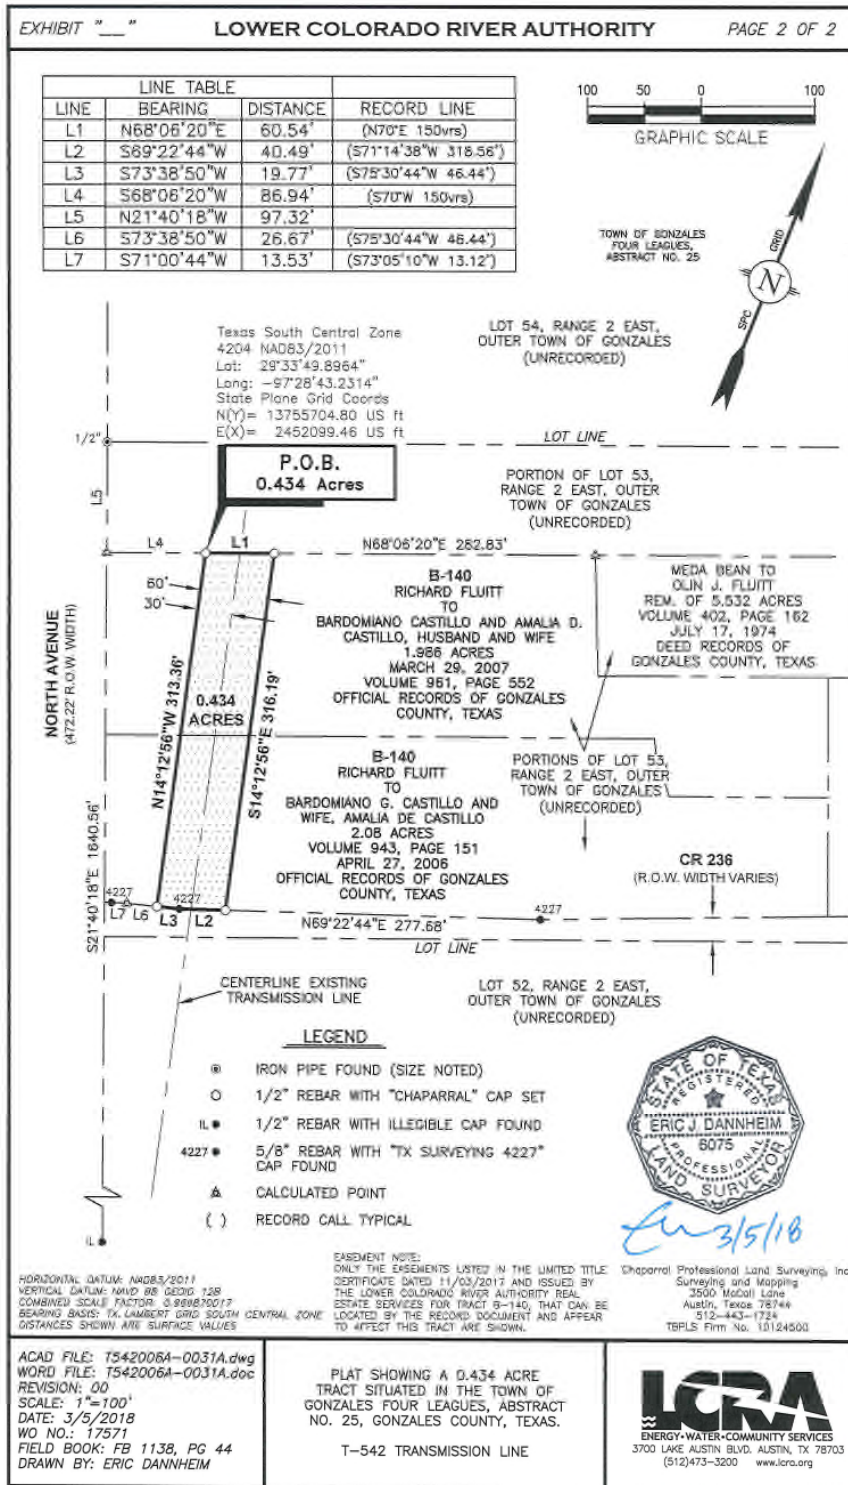 EXHIBIT "__"
LOWER COLORADO RIVER AUTHORITY
PAGE 2 OF 2
LINE TABLE
LINE BEARING DISTANCE RECORD LINE
L1 N68°06'20"E 60.54' (N70°E 150vrs)
L2 S69°22'44"W 40.49' (S71°14'38"W 318.56')
L3 S73°38'50"W 19.77' (S75°30'44"W 46.44')
L4 S68°06'20"W 86.94' (S70°W 150vrs)
L5 N21°40'18"W 97.32'
L6 S73°38'50"W 26.67' (S75°30'44"W 46.44')
L7 S71°00'44"W 13.53' (S73°05'10"W 13.12')
100 50 0 100
GRAPHIC SCALE
TOWN OF GONZALES
FOUR LEAGUES,
ABSTRACT NO. 25
SPC
N
GRID
Texas South Central Zone
4204 NAD83/2011
Lat: 29°33'49.8964"
Long: -97°28'43.2314"
State Plane Grid Coords
N(Y)= 13755704.80 US ft
E(X)= 2452099.46 US ft
LOT 54, RANGE 2 EAST,
OUTER TOWN OF GONZALES
(UNRECORDED)
1/2"
LOT LINE
P.O.B.
0.434 Acres
PORTION OF LOT 53,
RANGE 2 EAST, OUTER
TOWN OF GONZALES
(UNRECORDED)
L5
L4
L1
N68°06'20"E 282.83'
60'
30'
B-140
RICHARD FLUITT
TO
BARDOMIANO CASTILLO AND AMALIA D.
CASTILLO, HUSBAND AND WIFE
1.986 ACRES
MARCH 29, 2007
VOLUME 961, PAGE 552
OFFICIAL RECORDS OF GONZALES
COUNTY, TEXAS
MEDA BEAN TO
OLIN J. FLUITT
REM. OF 5.532 ACRES
VOLUME 402, PAGE 162
JULY 17, 1974
DEED RECORDS OF
GONZALES COUNTY, TEXAS
NORTH AVENUE
(472.22' R.O.W. WIDTH)
N14°12'56"W 313.36'
0.434
ACRES
S14°12'56"E 316.19'
B-140
RICHARD FLUITT
TO
BARDOMIANO G. CASTILLO AND
WIFE, AMALIA DE CASTILLO
2.08 ACRES
VOLUME 943, PAGE 151
APRIL 27, 2006
OFFICIAL RECORDS OF GONZALES
COUNTY, TEXAS
PORTIONS OF LOT 53,
RANGE 2 EAST, OUTER
TOWN OF GONZALES
(UNRECORDED)
CR 236
(R.O.W. WIDTH VARIES)
S21°40'18"E 1640.56'
4227
L7 L6
L3
4227
L2
N69°22'44"E 277.68'
4227
LOT LINE
CENTERLINE EXISTING
TRANSMISSION LINE
LOT 52, RANGE 2 EAST,
OUTER TOWN OF GONZALES
(UNRECORDED)
LEGEND
IRON PIPE FOUND (SIZE NOTED)
1/2" REBAR WITH "CHAPARRAL" CAP SET
IL 1/2" REBAR WITH ILLEGIBLE CAP FOUND
4227 5/8" REBAR WITH "TX SURVEYING 4227"
CAP FOUND
CALCULATED POINT
( ) RECORD CALL TYPICAL
IL
STATE OF TEXAS
REGISTERED
ERIC J. DANNHEIM
6075
PROFESSIONAL
LAND SURVEYOR
3/5/18
HORIZONTAL DATUM: NAD83/2011
VERTICAL DATUM: NAVD 88 GEOID 12B
COMBINED SCALE FACTOR: 0.999870017
BEARING BASIS: TX. LAMBERT GRID SOUTH CENTRAL ZONE
DISTANCES SHOWN ARE SURFACE VALUES
EASEMENT NOTE:
ONLY THE EASEMENTS LISTED IN THE LIMITED TITLE
CERTIFICATE DATED 11/03/2017 AND ISSUED BY
THE LOWER COLORADO RIVER AUTHORITY REAL
ESTATE SERVICES FOR TRACT B-140, THAT CAN BE
LOCATED BY THE RECORD DOCUMENT AND APPEAR
TO AFFECT THIS TRACT ARE SHOWN.
Chaparral Professional Land Surveying, Inc
Surveying and Mapping
3500 McCall Lane
Austin, Texas 78744
512-443-1724
TBPLS Firm No. 10124500
ACAD FILE: T542006A-0031A.dwg
WORD FILE: T542006A-0031A.doc
REVISION: 00
SCALE: 1"=100'
DATE: 3/5/2018
WO NO.: 17571
FIELD BOOK: FB 1138, PG 44
DRAWN BY: ERIC DANNHEIM
PLAT SHOWING A 0.434 ACRE
TRACT SITUATED IN THE TOWN OF
GONZALES FOUR LEAGUES, ABSTRACT
NO. 25, GONZALES COUNTY, TEXAS.
T-542 TRANSMISSION LINE
LCRA
ENERGY•WATER•COMMUNITY SERVICES
3700 LAKE AUSTIN BLVD. AUSTIN, TX 78703
(512)473-3200 www.lcra.org